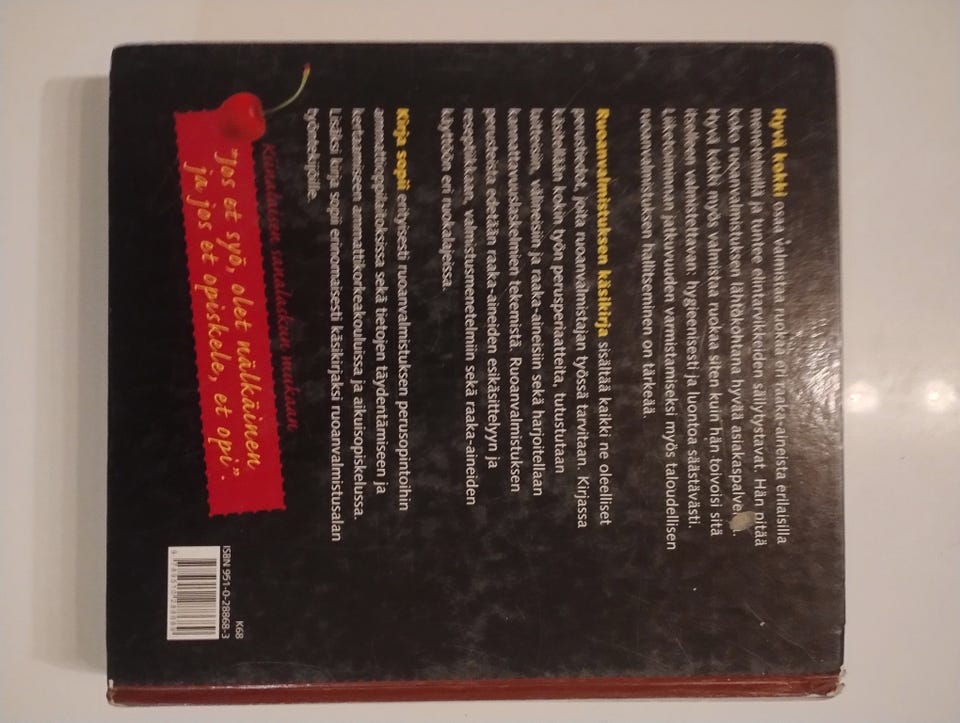 Hyvä kokki osaa valmistaa ruokaa eri raaka-aineista erilaisilla
menetelmillä ja tuntee elintarvikkeiden säilytystavat. Hän pitää
koko ruoanvalmistuksen lähtökohtana hyvää asiakaspalvelua.
Hyvä kokki myös valmistaa ruokaa siten kuin hän toivoisi sitä
itselleen valmistettavan: hygieenisesti ja luontoa säästävästi.
Liiketoiminnan jatkuvuuden varmistamiseksi myös taloudellisen
ruoanvalmistuksen hallitseminen on tärkeää.
Ruoanvalmistuksen käsikirja sisältää kaikki ne oleelliset
perustiedot, joita ruoanvalmistajan työssä tarvitaan. Kirjassa
käsitellään kokin työn perusperiaatteita, tutustutaan
laitteisiin, välineisiin ja raaka-aineisiin sekä harjoitellaan
kannattavuuslaskelmien tekemistä. Ruoanvalmistuksen
perusteista edetään raaka-aineiden esikäsittelyyn ja
reseptiikkaan, valmistusmenetelmiin sekä raaka-aineiden
käyttöön eri ruokalajeissa.
Kirja sopii erityisesti ruoanvalmistuksen perusopintoihin
ammattioppilaitoksissa sekä tietojen täydentämiseen ja
kertaamiseen ammattikorkeakouluissa ja aikuisopiskelussa.
Lisäksi kirja sopii erinomaisesti käsikirjaksi ruoanvalmistusalan
työntekijöille.
Kiinalaisen sananlaskun mukaan
"Jos et syö, olet nälkäinen
ja jos et opiskele, et opi".
K68
ISBN 951-0-28868-3